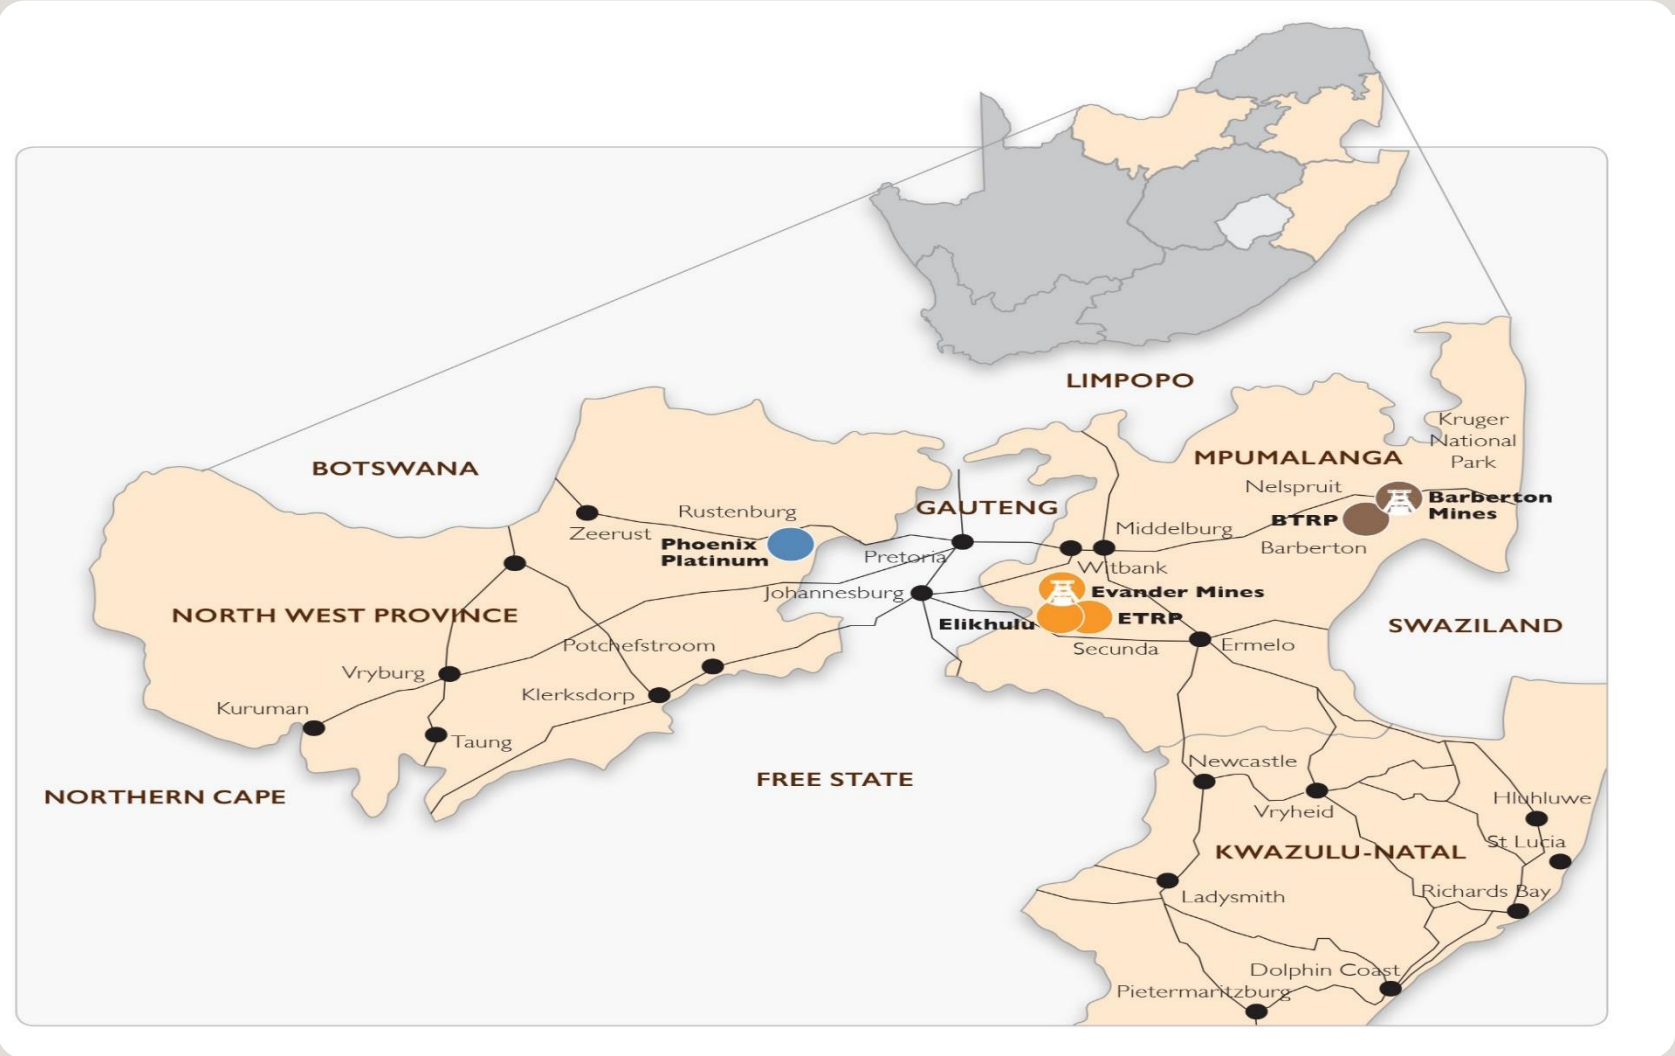 LIMPOPO
Kruger
National
Park
MPUMALANGA
BOTSWANA
Nelspruit
Barberton
Mines
BTRP
Barberton
GAUTENG
Rustenburg
Zeerust
Phoenix
Platinum
Pretoria
Middelburg
Witbank
Johannesburg
Evander Mines
Elikhulu
ETRP
NORTH WEST PROVINCE
SWAZILAND
Potchefstroom
Secunda
Ermelo
Vryburg
Klerksdorp
Kuruman
Taung
NORTHERN CAPE
FREE STATE
Newcastle
Vryheid
Hluhluwe
St Lucia
KWAZULU-NATAL
Richards Bay
Ladysmith
Dolphin Coast
Pietermaritzburg